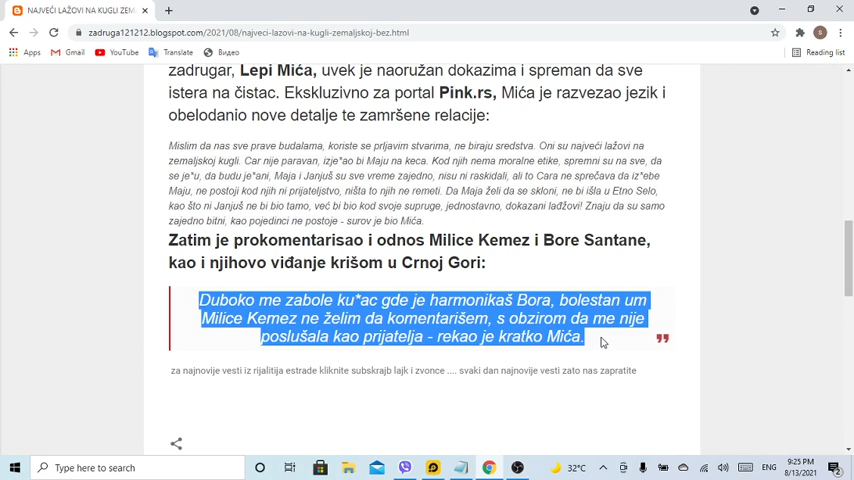 NAJVEĆI LAŽOVI NA KUGLI ZEMA
zadruga121212.blogspot.com/2021/08/najveci-lazovi-na-kugli-zemaljskoj-bez.html
Apps Gmail YouTube Translate Видео Reading list
zadrugar, Lepi Mića, uvek je naoružan dokazima i spreman da sve
istera na čistac. Ekskluzivno za portal Pink.rs, Mića je razvezao jezik i
obelodanio nove detalje te zamršene relacije:
Mislim da nas sve prave budalama, koriste se prljavim stvarima, ne biraju sredstva. Oni su najveći lažovi na
zemaljskoj kugli. Car nije paravan, izje*ao bi Maju na keca. Kod njih nema moralne etike, spremni su na sve, da
se je*u, da budu je*ani, Maja i Janjuš su sve vreme zajedno, nisu ni raskidali, ali to Cara ne sprečava da iz*ebe
Maju, ne postoji kod njih ni prijateljstvo, ništa to njih ne remeti. Da Maja želi da se skloni, ne bi išla u Etno Selo,
kao što ni Janjuš ne bi bio tamo, već bi bio kod svoje supruge, jednostavno, dokazani lađžovi! Znaju da su samo
zajedno bitni, kao pojedinci ne postoje - surov je bio Mića.
Zatim je prokomentarisao i odnos Milice Kemez i Bore Santane,
kao i njihovo viđanje krišom u Crnoj Gori:
Duboko me zabole ku*ac gde je harmonikaš Bora, bolestan um
Milice Kemez ne želim da komentarišem, s obzirom da me nije
poslušala kao prijatelja - rekao je kratko Mića.
za najnovije vesti iz rijalitija estrade kliknite subskrajb lajk i zvonce .... svaki dan najnovije vesti zato nas zapratite
Type here to search
32°C
ENG
9:25 PM
8/13/2021
2